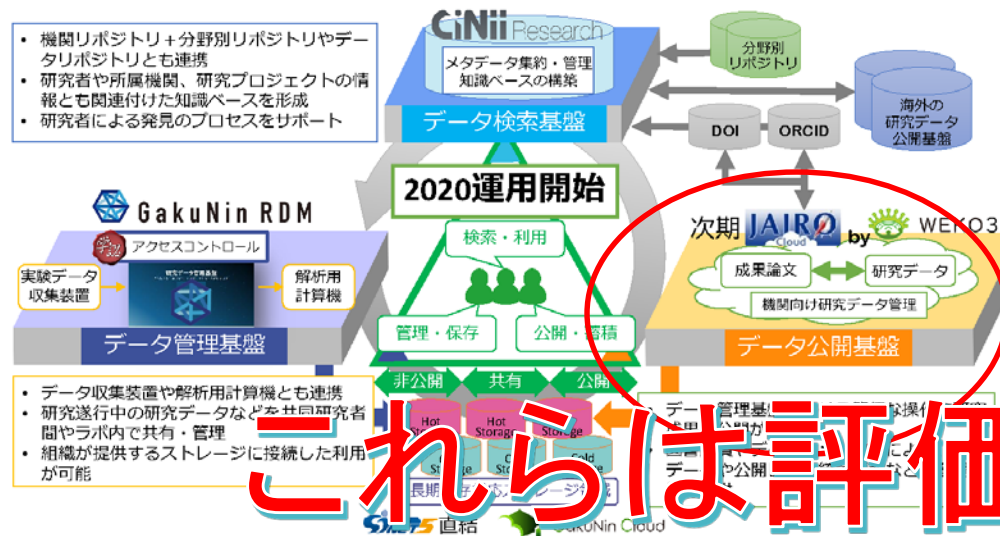 ・ 機関リポジトリ＋分野別リポジトリやデー
タリポジトリとも連携
・ 研究者や所属機関、研究プロジェクトの情
報とも関連付けた知識ベースを形成
・ 研究者による発見のプロセスをサポート
CiNii Research
メタデータ集約・管理
知識ベースの構築
データ検索基盤
分野別
リポジトリ
海外の
研究データ
公開基盤
DOI
ORCID
2020運用開始
検索・利用
管理・保存
公開・蓄積
GakuNin RDM
アクセスコントロール
実験データ
収集装置
解析用
計算機
データ管理基盤
次期 JAIRO Cloud by WEKO3
成果論文
研究データ
機関向け研究データ管理
データ公開基盤
非公開
共有
公開
Hot
Storage
Hot
Storage
・ データ収集装置や解析用計算機とも連携
・ 研究遂行中の研究データなどを共同研究者
間やラボ内で共有・管理
・ 組織が提供するストレージに接続した利用
が可能
これらは評価
SINET5 直結
GakuNin Cloud